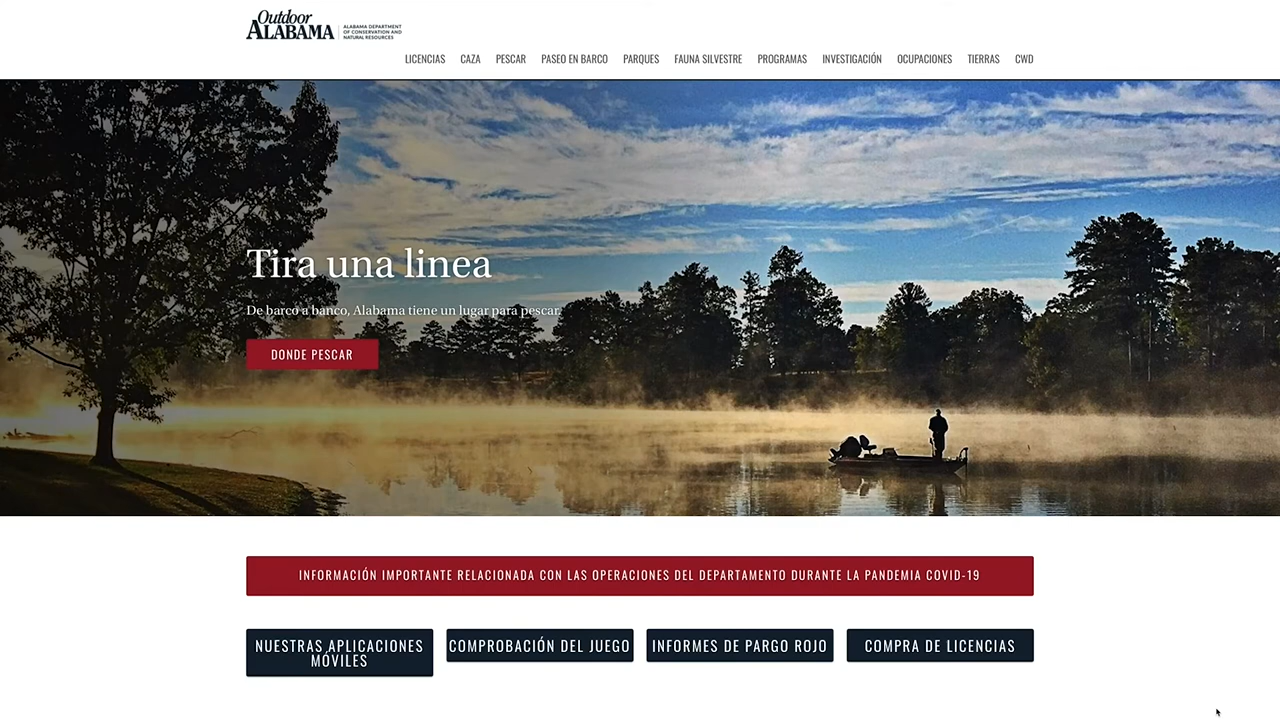 Outdoor
ALABAMA
ALABAMA DEPARTMENT
OF CONSERVATION AND
NATURAL RESOURCES
LICENCIAS CAZA PESCAR PASEO EN BARCO PARQUES FAUNA SILVESTRE PROGRAMAS INVESTIGACIÓN OCUPACIONES TIERRAS CWD
Tira una linea
De barco a banco, Alabama tiene un lugar para pescar.
DONDE PESCAR
INFORMACIÓN IMPORTANTE RELACIONADA CON LAS OPERACIONES DEL DEPARTAMENTO DURANTE LA PANDEMIA COVID-19
NUESTRAS APLICACIONES
MÓVILES
COMPROBACIÓN DEL JUEGO
INFORMES DE PARGO ROJO
COMPRA DE LICENCIAS